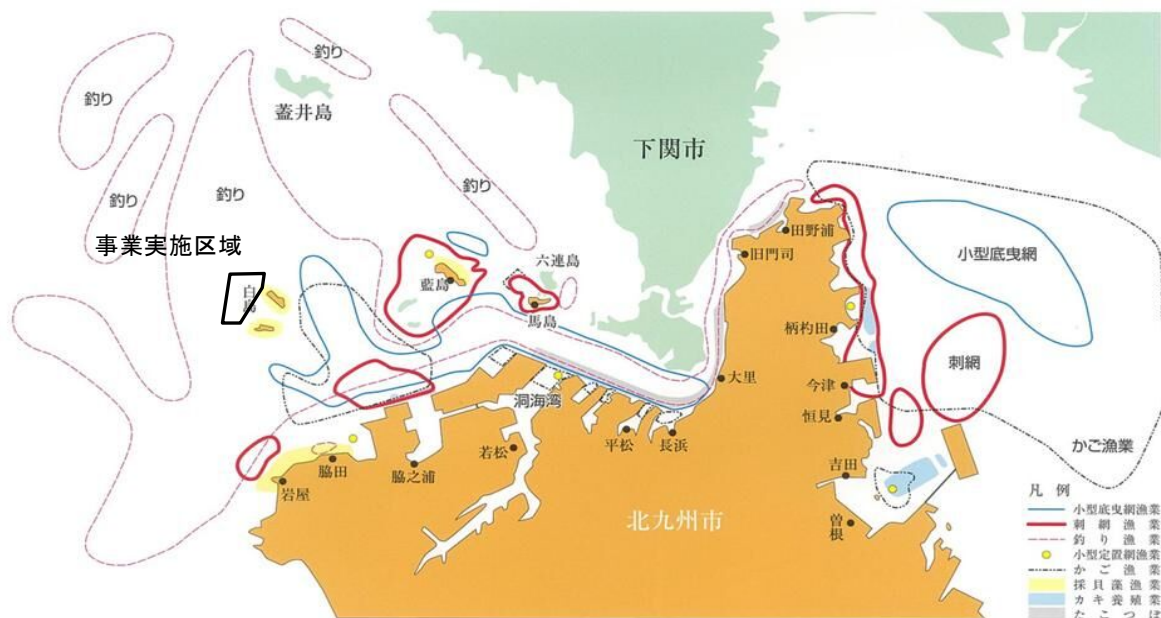 釣り
釣り
蓋井島
下関市
釣り
釣り
釣り
事業実施区域
白島
藍島
六連島
馬島
田野浦
旧門司
小型底曳網
柄杓田
刺網
大里
今津
恒見
洞海湾
かご漁業
若松
平松
長浜
脇田
脇之浦
岩屋
吉田
曽根
北九州市
凡例
小型底曳網漁業
刺網漁業
釣り漁業
小型定置網漁業
かご漁業
採貝藻漁業
カキ養殖業
たこつぼ